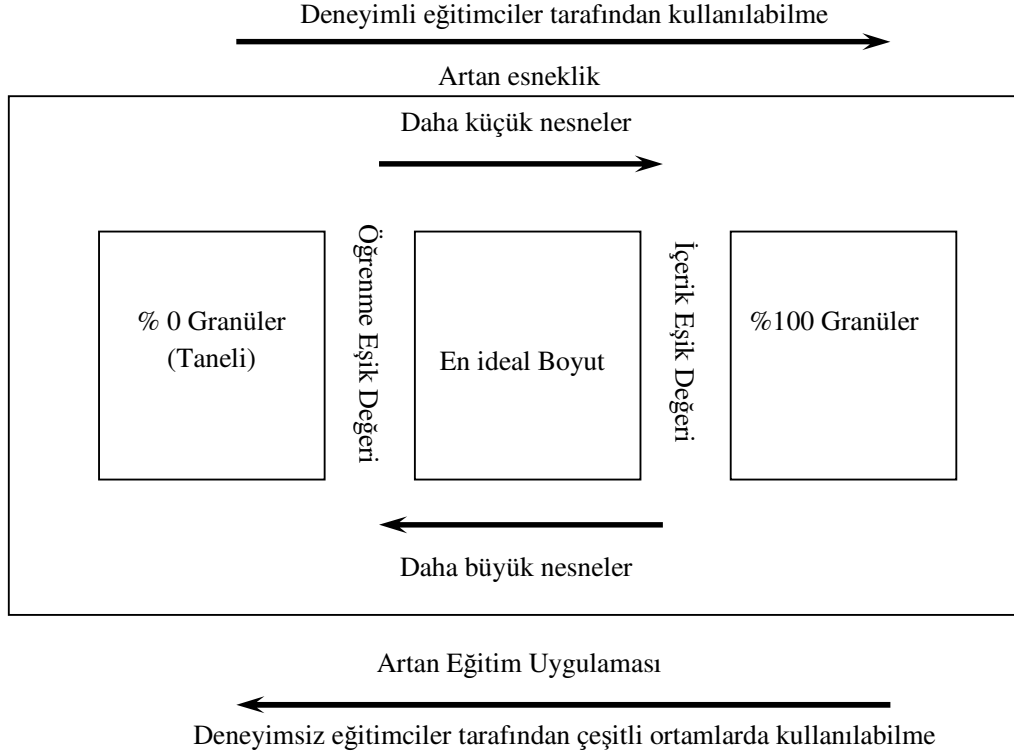 Deneyimli eğitimciler tarafından kullanılabilme
Artan esneklik
Daha küçük nesneler
% 0 Granüler
(Taneli)
Öğrenme Eşik Değeri
En ideal Boyut
İçerik Eşik Değeri
%100 Granüler
Daha büyük nesneler
Artan Eğitim Uygulaması
Deneyimsiz eğitimciler tarafından çeşitli ortamlarda kullanılabilme